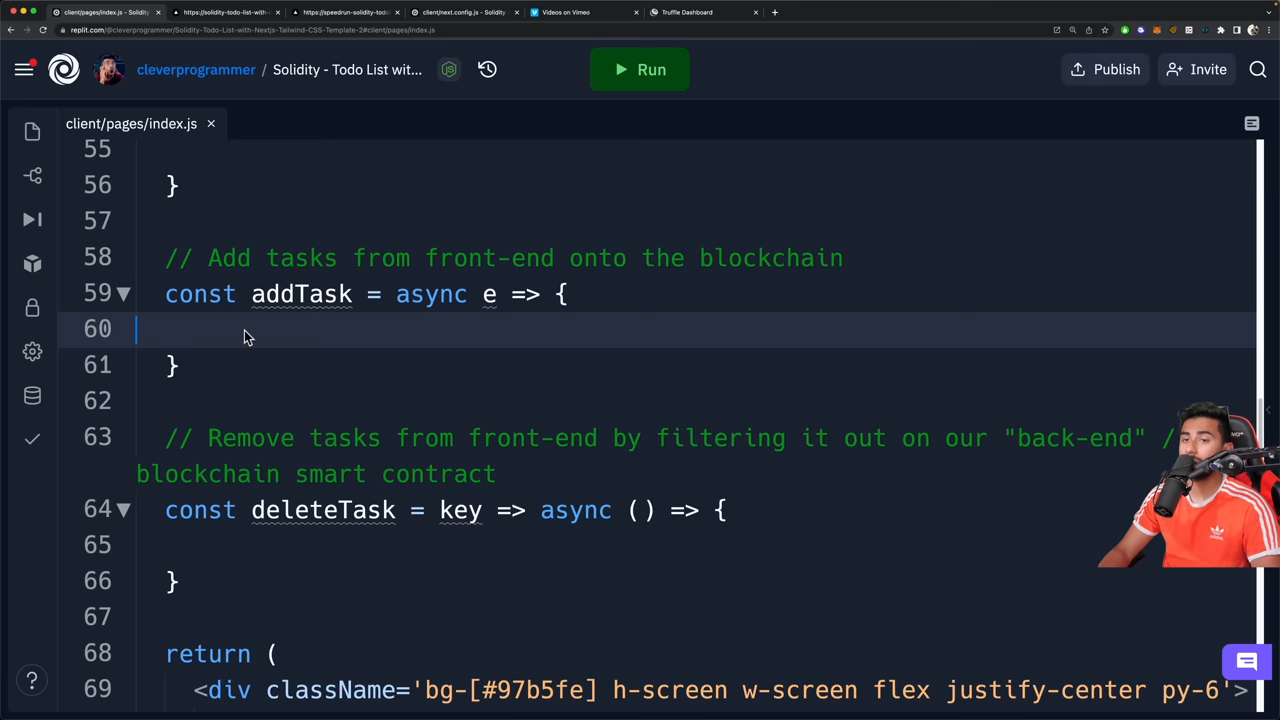 client/pages/index.js - Solidity
https://solidity-todo-list-with-
https://speedrun-solidity-todo-
client/next.config.js - Solidity
Videos on Vimeo
Truffle Dashboard
replit.com/@cleverprogrammer/Solidity-Todo-List-with-Nextjs-Tailwind-CSS-Template-2#client/pages/index.js
cleverprogrammer / Solidity - Todo List wit...
Run
Publish
Invite
client/pages/index.js
55
56 }
57
58 // Add tasks from front-end onto the blockchain
59 const addTask = async e => {
60
61 }
62
63 // Remove tasks from front-end by filtering it out on our "back-end" /
blockchain smart contract
64 const deleteTask = key => async () => {
65
66 }
67
68 return (
69 <div className='bg-[#97b5fe] h-screen w-screen flex justify-center py-6'>